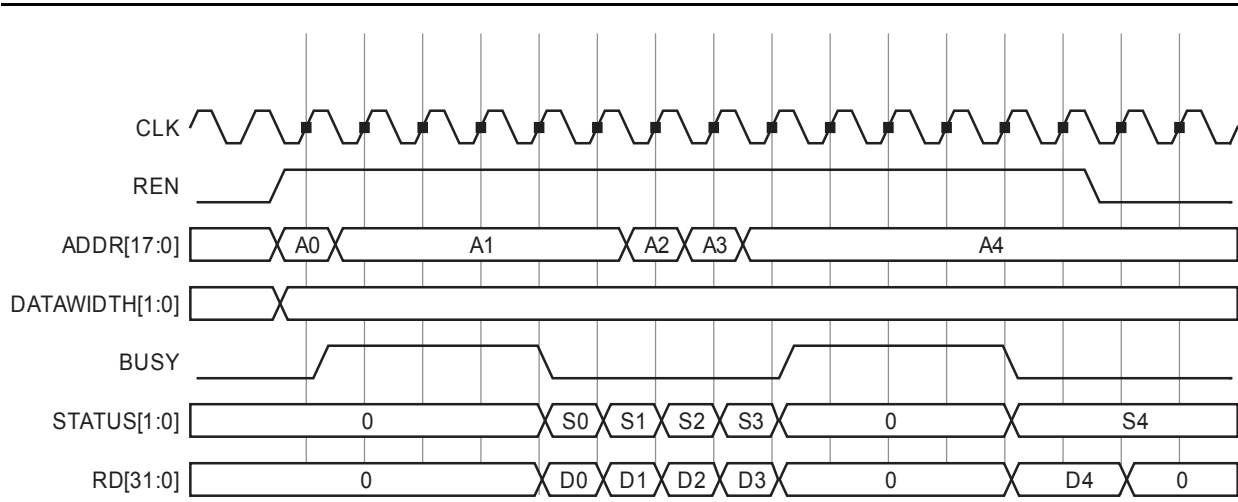 CLK
REN
ADDR[17:0] A0 A1 A2 A3 A4
DATAWIDTH[1:0]
BUSY
STATUS[1:0] 0 S0 S1 S2 S3 0 S4
RD[31:0] 0 D0 D1 D2 D3 0 D4 0